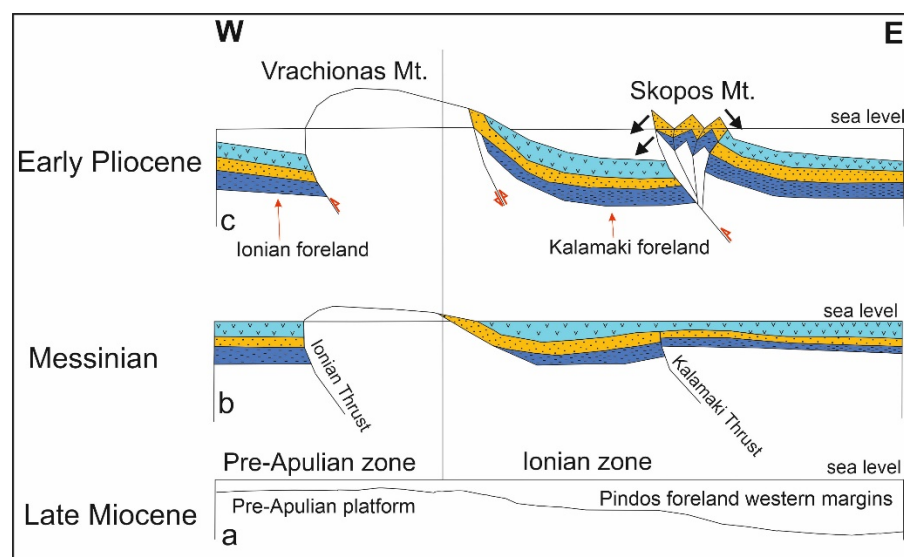 W
E
Vrachionas Mt.
Skopos Mt.
sea level
Early Pliocene
c
Ionian foreland
Kalamaki foreland
sea level
Messinian
Ionian Thrust
Kalamaki Thrust
b
Pre-Apulian zone
Ionian zone
sea level
Pre-Apulian platform
Pindos foreland western margins
Late Miocene
a